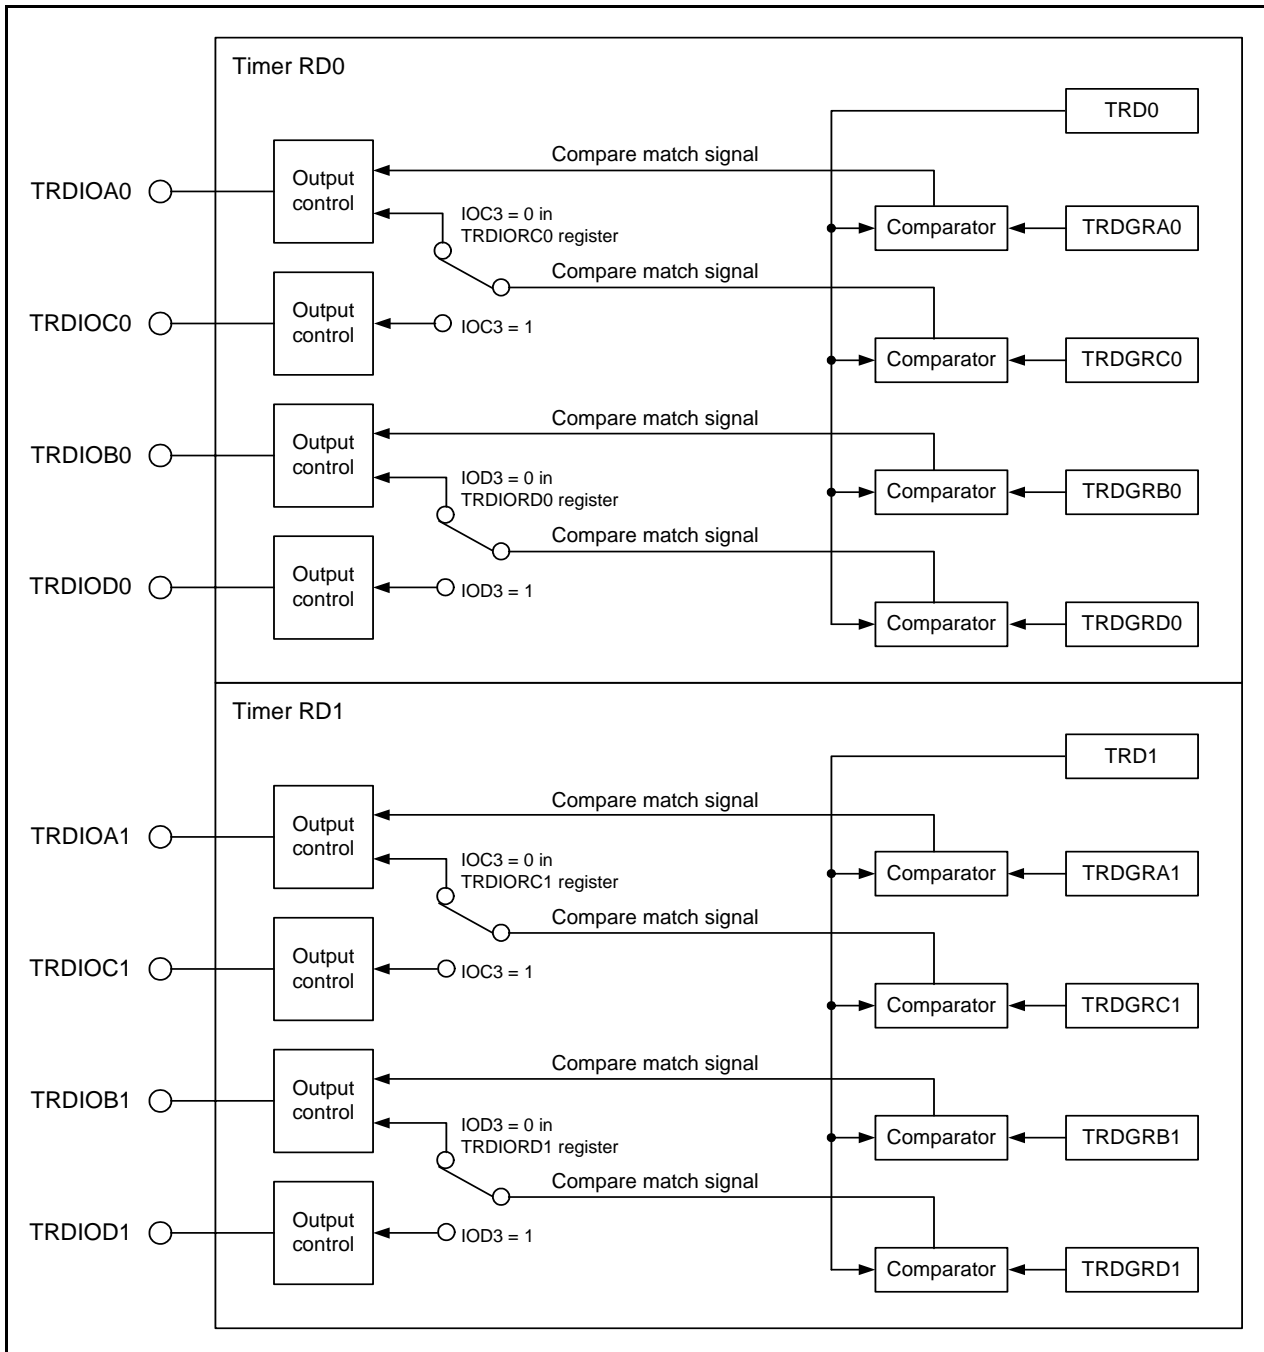 Timer RD0
TRD0
Compare match signal
TRDIOA0
Output
control
IOC3 = 0 in
TRDIORC0 register
Comparator
TRDGRA0
Compare match signal
TRDIOC0
Output
control
IOC3 = 1
Comparator
TRDGRC0
Compare match signal
TRDIOB0
Output
control
IOD3 = 0 in
TRDIORD0 register
Comparator
TRDGRB0
Compare match signal
TRDIOD0
Output
control
IOD3 = 1
Comparator
TRDGRD0
Timer RD1
TRD1
Compare match signal
TRDIOA1
Output
control
IOC3 = 0 in
TRDIORC1 register
Comparator
TRDGRA1
Compare match signal
TRDIOC1
Output
control
IOC3 = 1
Comparator
TRDGRC1
Compare match signal
TRDIOB1
Output
control
IOD3 = 0 in
TRDIORD1 register
Comparator
TRDGRB1
Compare match signal
TRDIOD1
Output
control
IOD3 = 1
Comparator
TRDGRD1